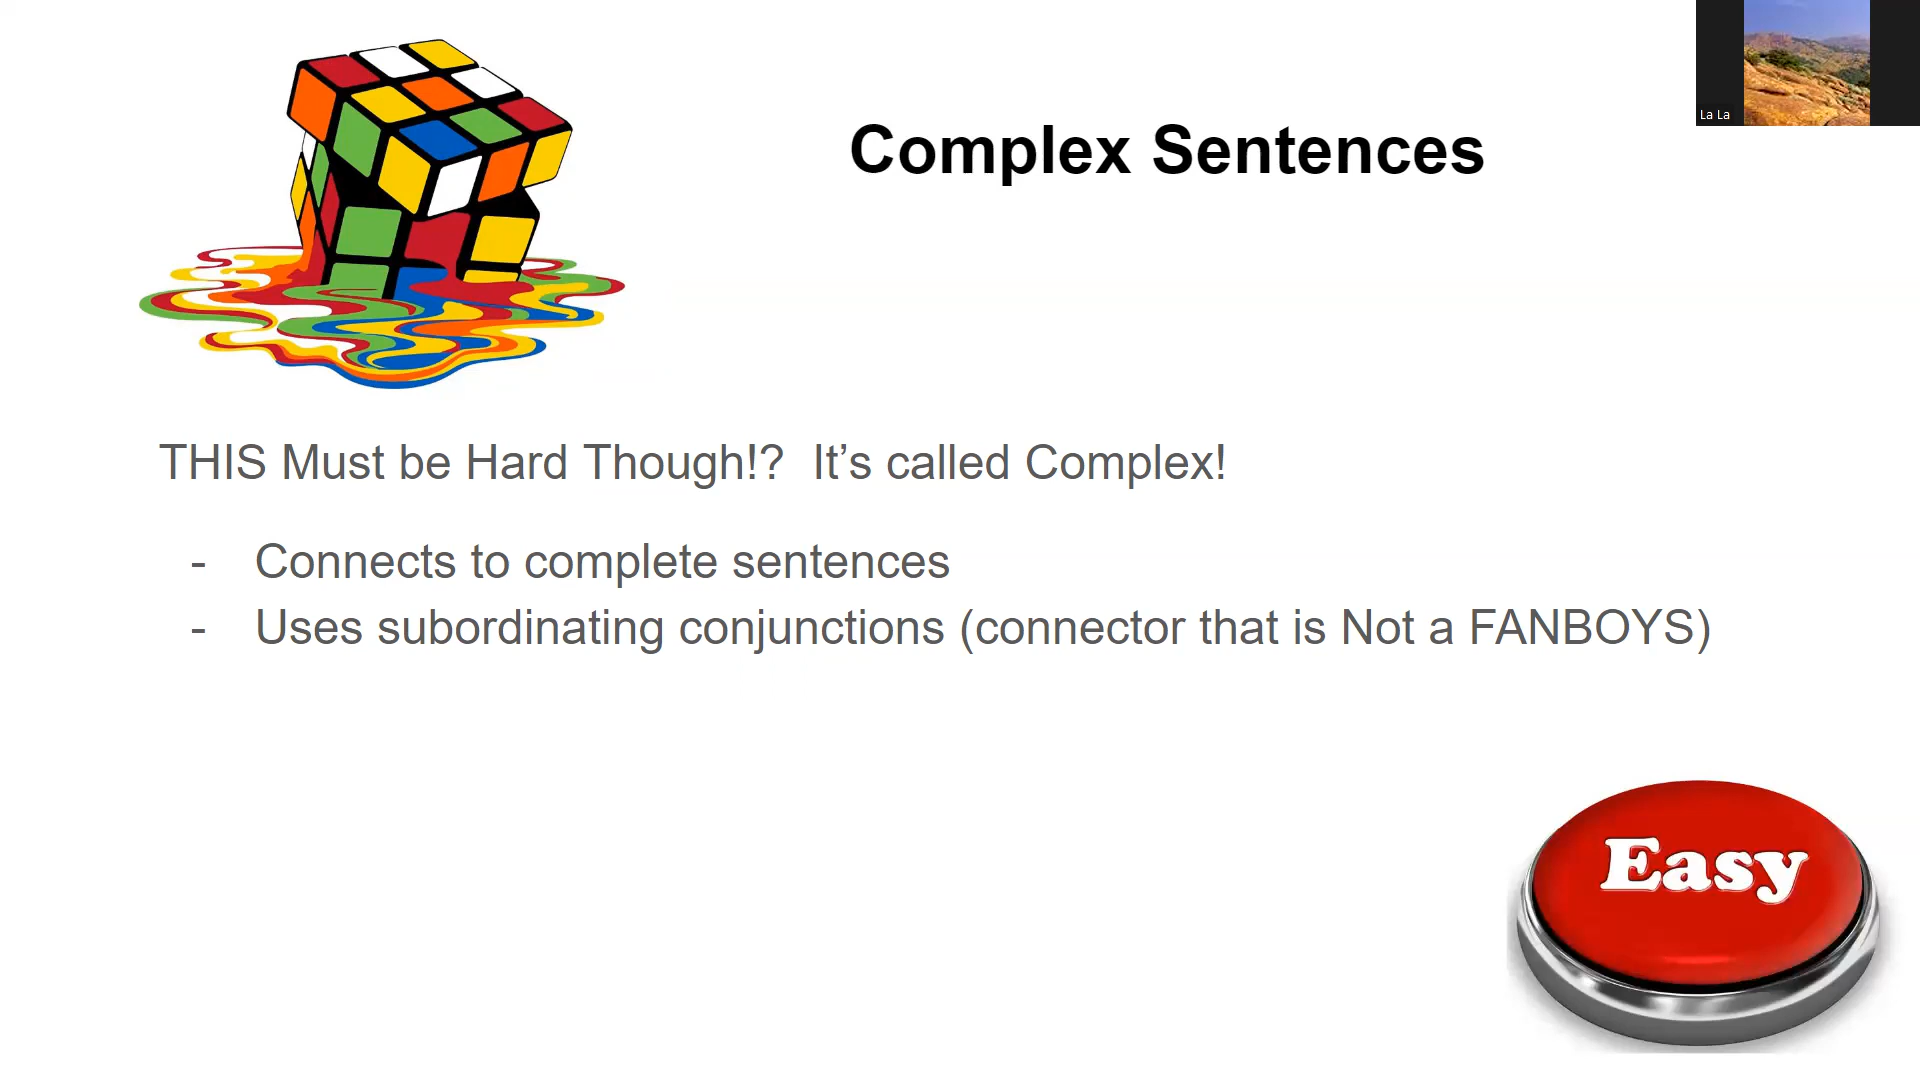 La La
Complex Sentences
THIS Must be Hard Though!?  It’s called Complex!
- Connects to complete sentences
- Uses subordinating conjunctions (connector that is Not a FANBOYS)
Easy